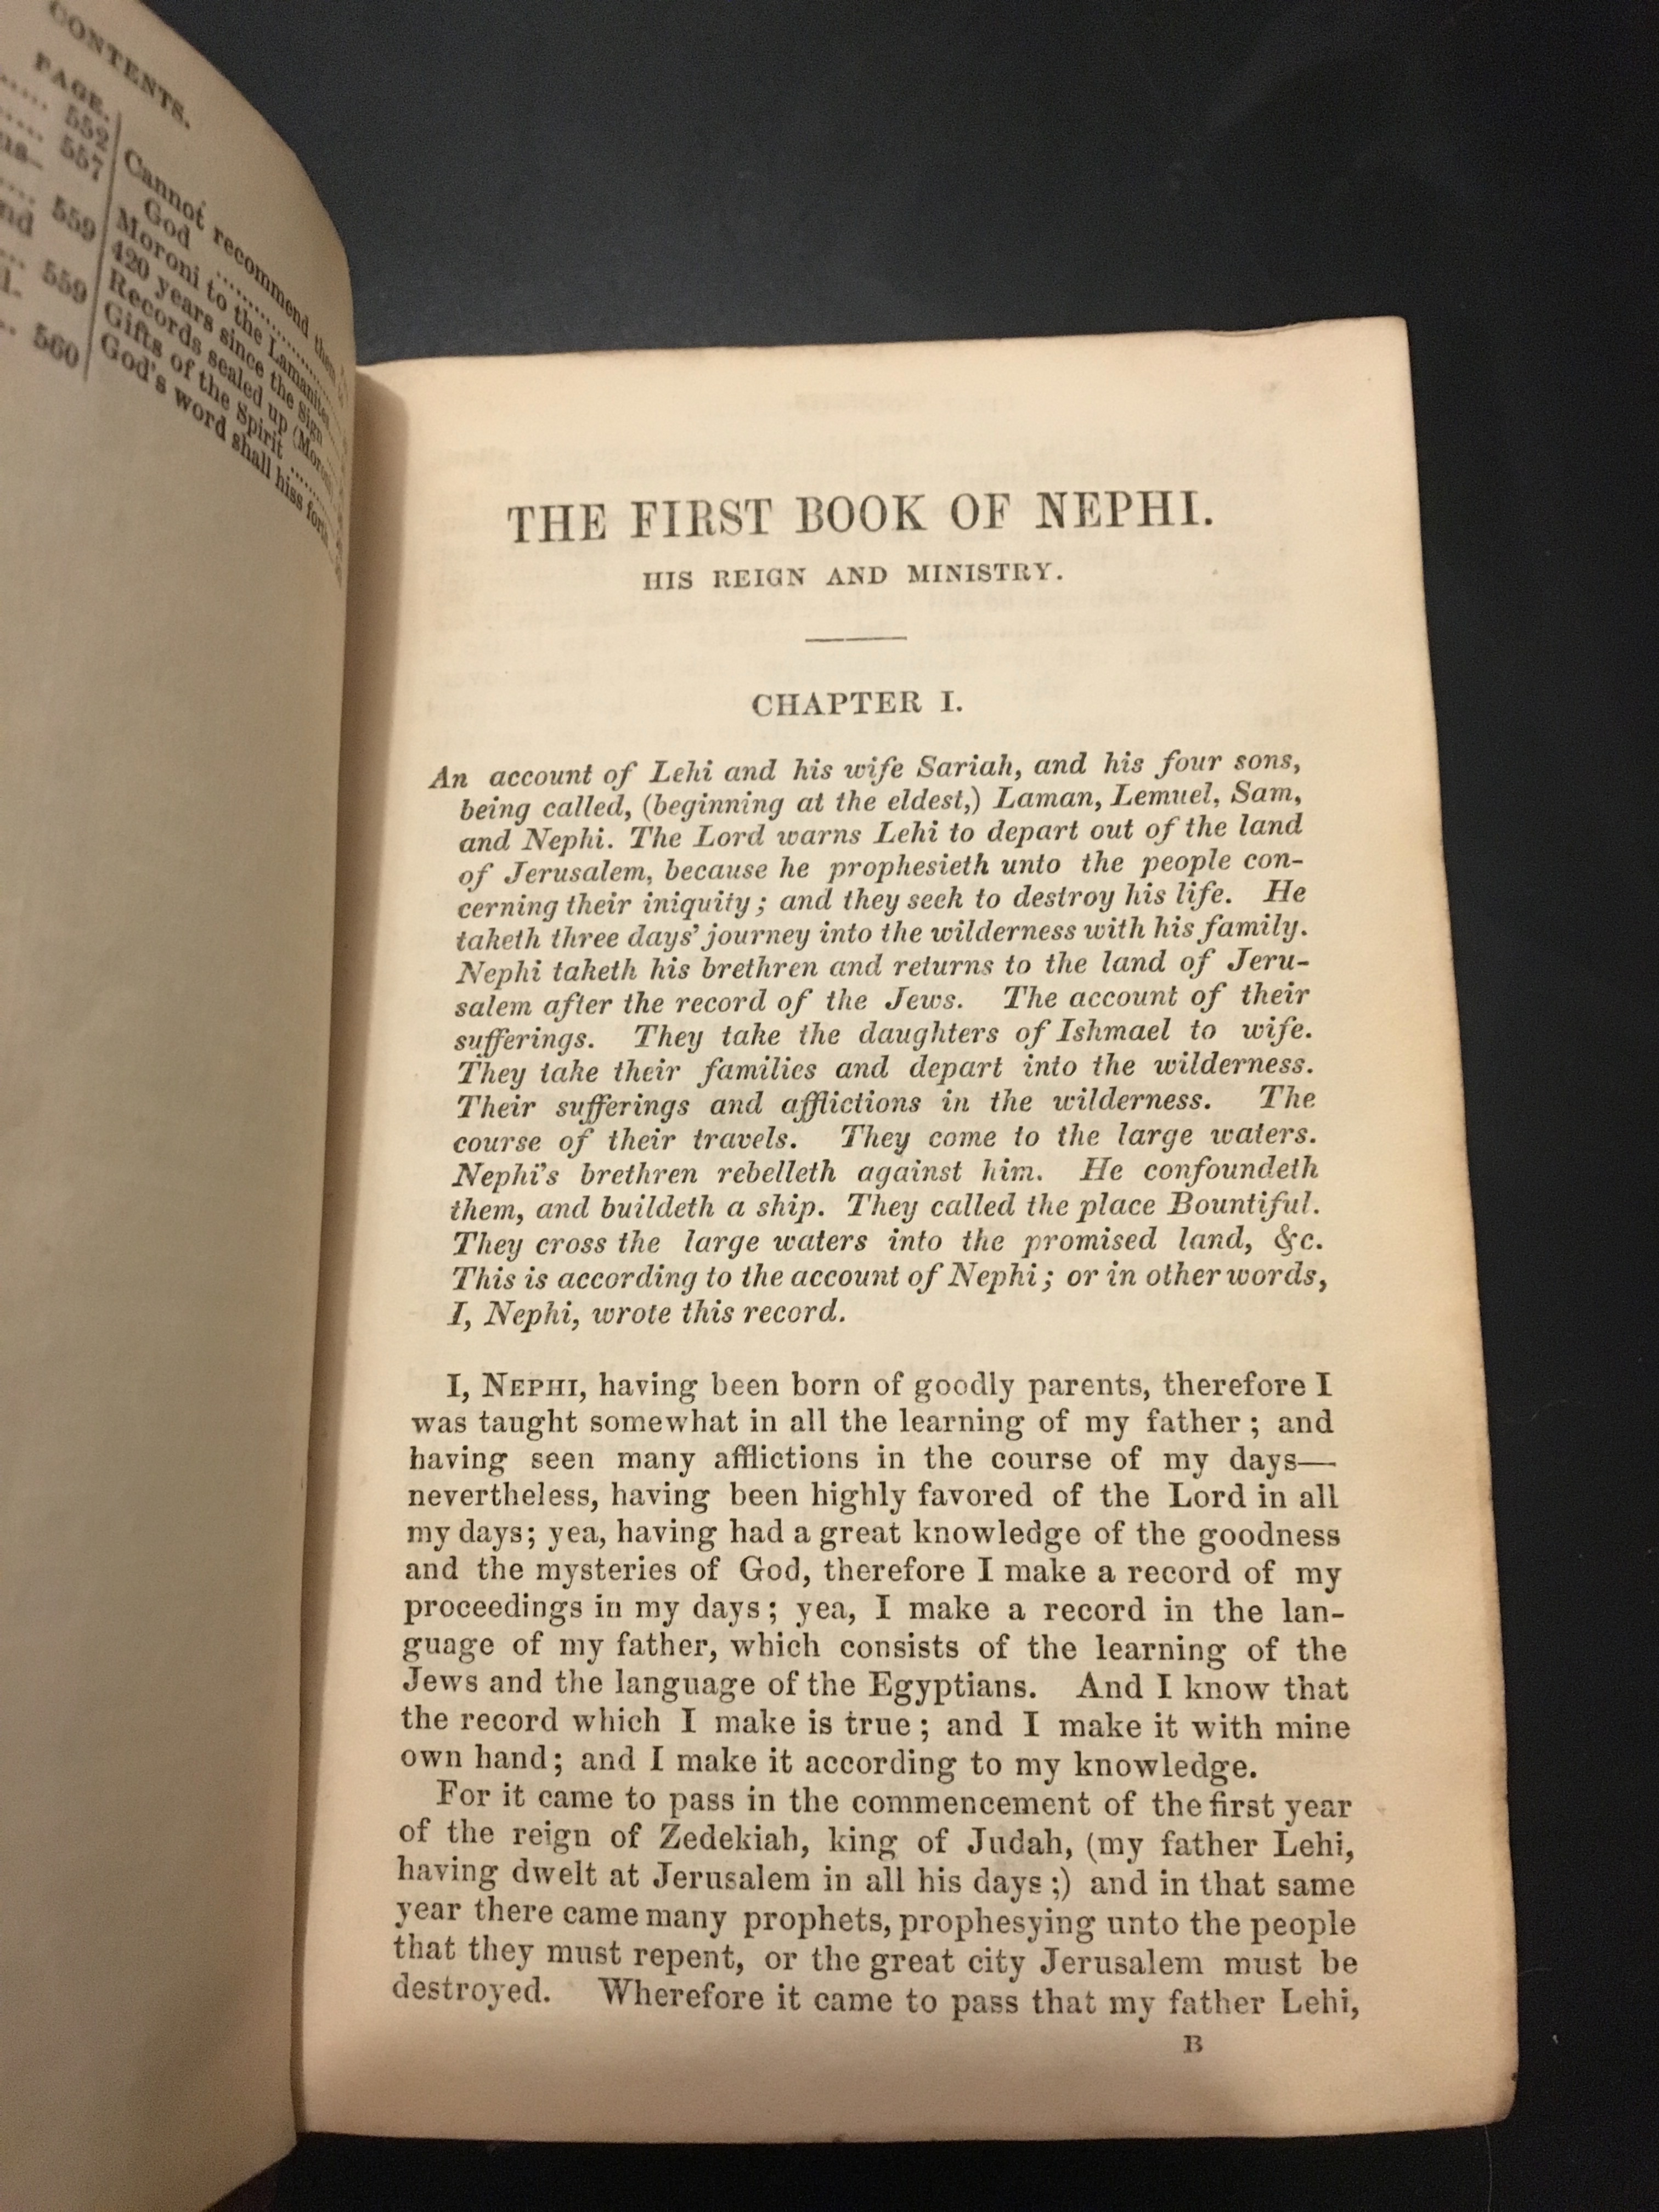 CONTENTS.
PAGE.
552
557
us-
559
nd
559
l-
560
Cannot recommend them
God
Moroni to the Lamanites
420 years since the Sign
Records sealed up (Moroni
Gifts of the Spirit
God's word shall hiss forth
THE FIRST BOOK OF NEPHI.
HIS REIGN AND MINISTRY.
CHAPTER I.
An account of Lehi and his wife Sariah, and his four sons,
being called, (beginning at the eldest,) Laman, Lemuel, Sam,
and Nephi. The Lord warns Lehi to depart out of the land
of Jerusalem, because he prophesieth unto the people con-
cerning their iniquity; and they seek to destroy his life. He
taketh three days' journey into the wilderness with his family.
Nephi taketh his brethren and returns to the land of Jeru-
salem after the record of the Jews. The account of their
sufferings. They take the daughters of Ishmael to wife.
They take their families and depart into the wilderness.
Their sufferings and afflictions in the wilderness. The
course of their travels. They come to the large waters.
Nephi's brethren rebelleth against him. He confoundeth
them, and buildeth a ship. They called the place Bountiful.
They cross the large waters into the promised land, &c.
This is according to the account of Nephi; or in other words,
I, Nephi, wrote this record.
I, NEPHI, having been born of goodly parents, therefore I
was taught somewhat in all the learning of my father; and
having seen many afflictions in the course of my days—
nevertheless, having been highly favored of the Lord in all
my days; yea, having had a great knowledge of the goodness
and the mysteries of God, therefore I make a record of my
proceedings in my days; yea, I make a record in the lan-
guage of my father, which consists of the learning of the
Jews and the language of the Egyptians. And I know that
the record which I make is true; and I make it with mine
own hand; and I make it according to my knowledge.
For it came to pass in the commencement of the first year
of the reign of Zedekiah, king of Judah, (my father Lehi,
having dwelt at Jerusalem in all his days;) and in that same
year there came many prophets, prophesying unto the people
that they must repent, or the great city Jerusalem must be
destroyed. Wherefore it came to pass that my father Lehi,
B